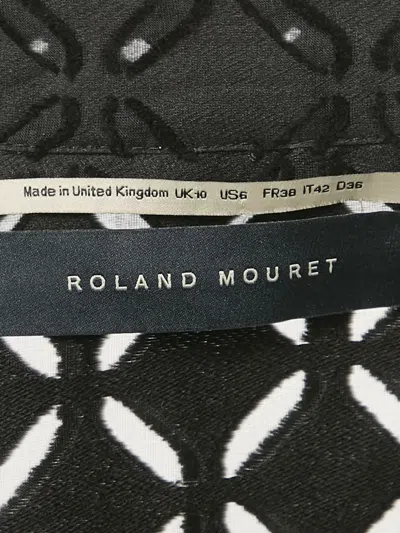 Made in United Kingdom UK10 US6 FR38 IT42 D36
ROLAND MOURET